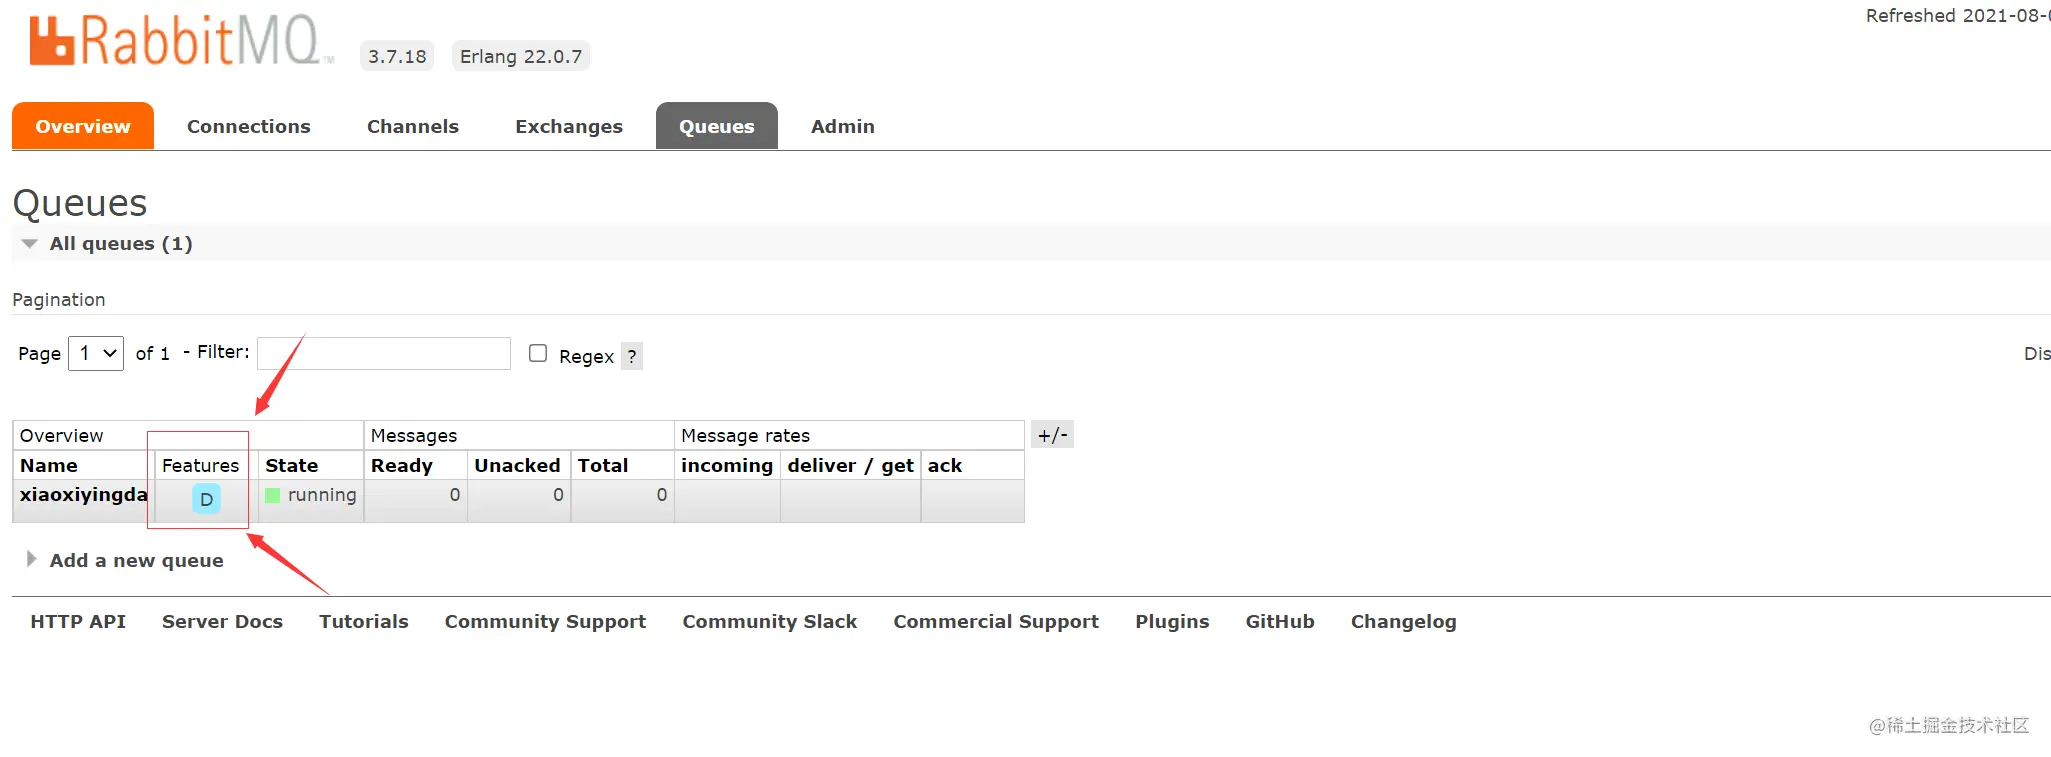 Refreshed 2021-08-
RabbitMQ TM 3.7.18 Erlang 22.0.7
Overview Connections Channels Exchanges Queues Admin
Queues
All queues (1)
Pagination
Page 1 of 1 - Filter: Regex ?
Dis
Overview Messages Message rates +/-
Name Features State Ready Unacked Total incoming deliver / get ack
xiaoxiyingda D running 0 0 0
Add a new queue
HTTP API Server Docs Tutorials Community Support Community Slack Commercial Support Plugins GitHub Changelog
@稀土掘金技术社区